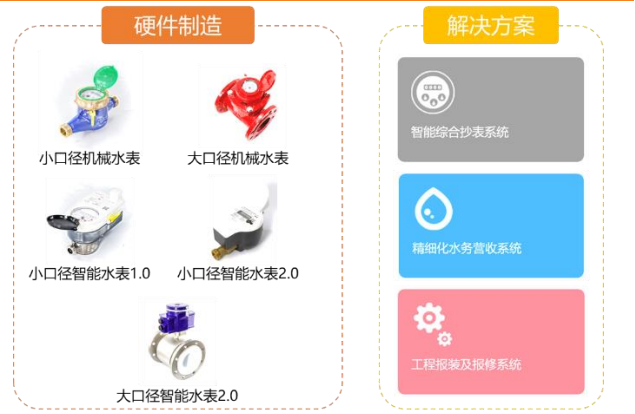 硬件制造
解决方案
小口径机械水表
大口径机械水表
小口径智能水表1.0
小口径智能水表2.0
大口径智能水表2.0
智能综合抄表系统
精细化水务营收系统
工程报装及报修系统